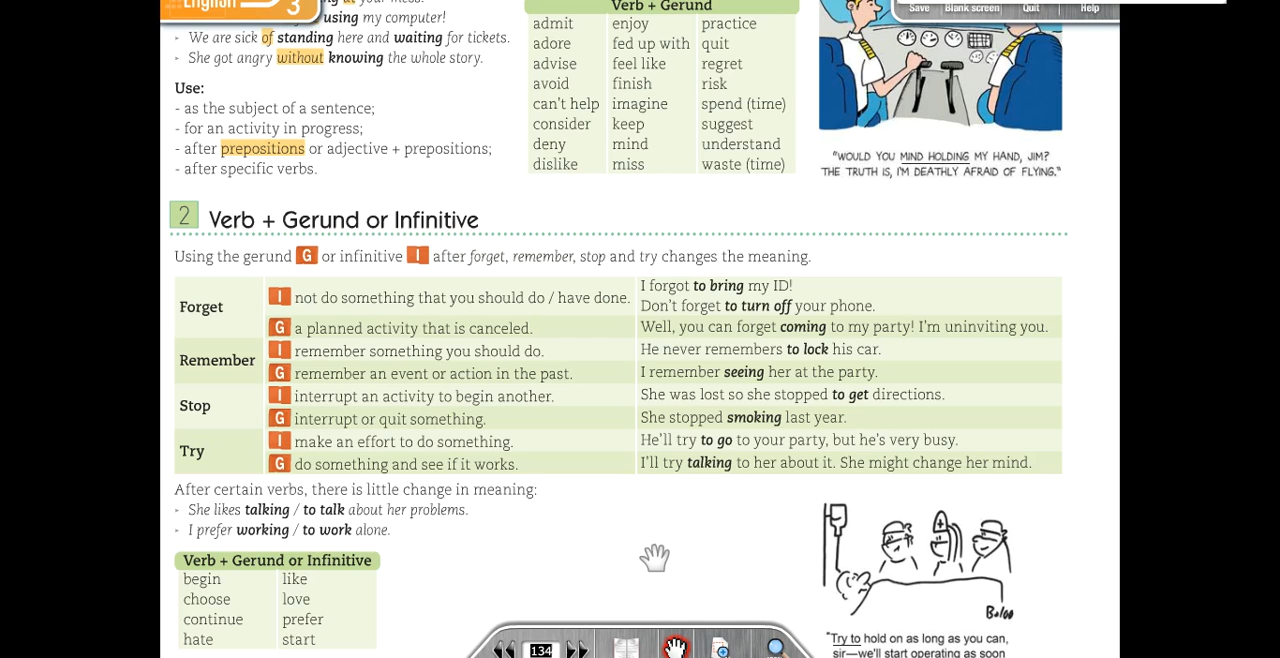 English 3
using my computer!
- We are sick of standing here and waiting for tickets.
- She got angry without knowing the whole story.
Use:
- as the subject of a sentence;
- for an activity in progress;
- after prepositions or adjective + prepositions;
- after specific verbs.
Verb + Gerund
admit enjoy practice
adore fed up with quit
advise feel like regret
avoid finish risk
can't help imagine spend (time)
consider keep suggest
deny mind understand
dislike miss waste (time)
Save Blank screen Quit Help
"WOULD YOU MIND HOLDING MY HAND, JIM?
THE TRUTH IS, I'M DEATHLY AFRAID OF FLYING."
2 Verb + Gerund or Infinitive
Using the gerund G or infinitive I after forget, remember, stop and try changes the meaning.
Forget
I not do something that you should do / have done.
I forgot to bring my ID!
Don't forget to turn off your phone.
G a planned activity that is canceled.
Well, you can forget coming to my party! I'm uninviting you.
Remember
I remember something you should do.
He never remembers to lock his car.
G remember an event or action in the past.
I remember seeing her at the party.
Stop
I interrupt an activity to begin another.
She was lost so she stopped to get directions.
G interrupt or quit something.
She stopped smoking last year.
Try
I make an effort to do something.
He'll try to go to your party, but he's very busy.
G do something and see if it works.
I'll try talking to her about it. She might change her mind.
After certain verbs, there is little change in meaning:
- She likes talking / to talk about her problems.
- I prefer working / to work alone.
Verb + Gerund or Infinitive
begin like
choose love
continue prefer
hate start
Baloo
"Try to hold on as long as you can,
sir—we'll start operating as soon
134